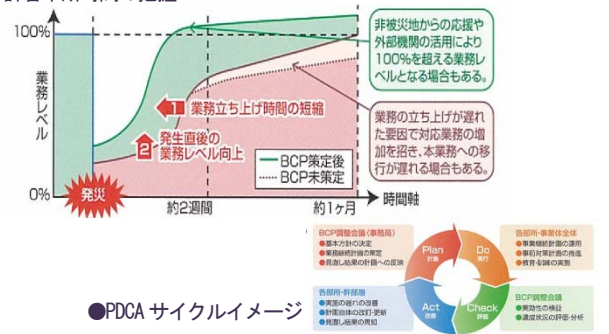 100%
業務レベル
0%
発災
約2週間
約1ヶ月
時間軸
1 業務立ち上げ時間の短縮
2 発生直後の
業務レベル向上
BCP策定後
BCP未策定
非被災地からの応援や
外部機関の活用により
100%を超える業務レ
ベルとなる場合もある。
業務の立ち上げが遅れ
た要因で対応業務の増
加を招き、本業務への移
行が遅れる場合もある。
●PDCAサイクルイメージ
BCP調整会議(事務局)
●基本方針の決定
●業務継続計画の策定
●見直し結果の計画への反映
Plan
計画
Do
実行
各部所・事業体全体
●事業継続計画の運用
●事前対策計画の推進
●教育・訓練の実施
各部所・幹部層
●実施の遅れの改善
●計画自体の改訂・更新
●見直し結果の周知
Act
改善
Check
評価
BCP調整会議
●実効性の検証
●達成状況の評価・分析